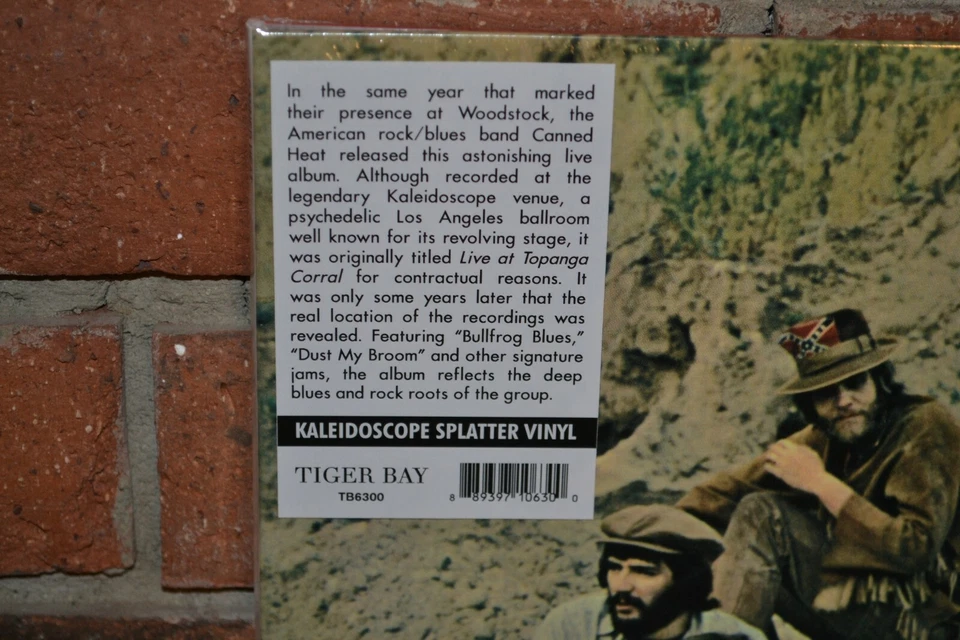 In the same year that marked
their presence at Woodstock, the
American rock/blues band Canned
Heat released this astonishing live
album. Although recorded at the
legendary Kaleidoscope venue, a
psychedelic Los Angeles ballroom
well known for its revolving stage, it
was originally titled Live at Topanga
Corral for contractual reasons. It
was only some years later that the
real location of the recordings was
revealed. Featuring “Bullfrog Blues,”
“Dust My Broom” and other signature
jams, the album reflects the deep
blues and rock roots of the group.
KALEIDOSCOPE SPLATTER VINYL
TIGER BAY
TB6300
8 89397 10630 0